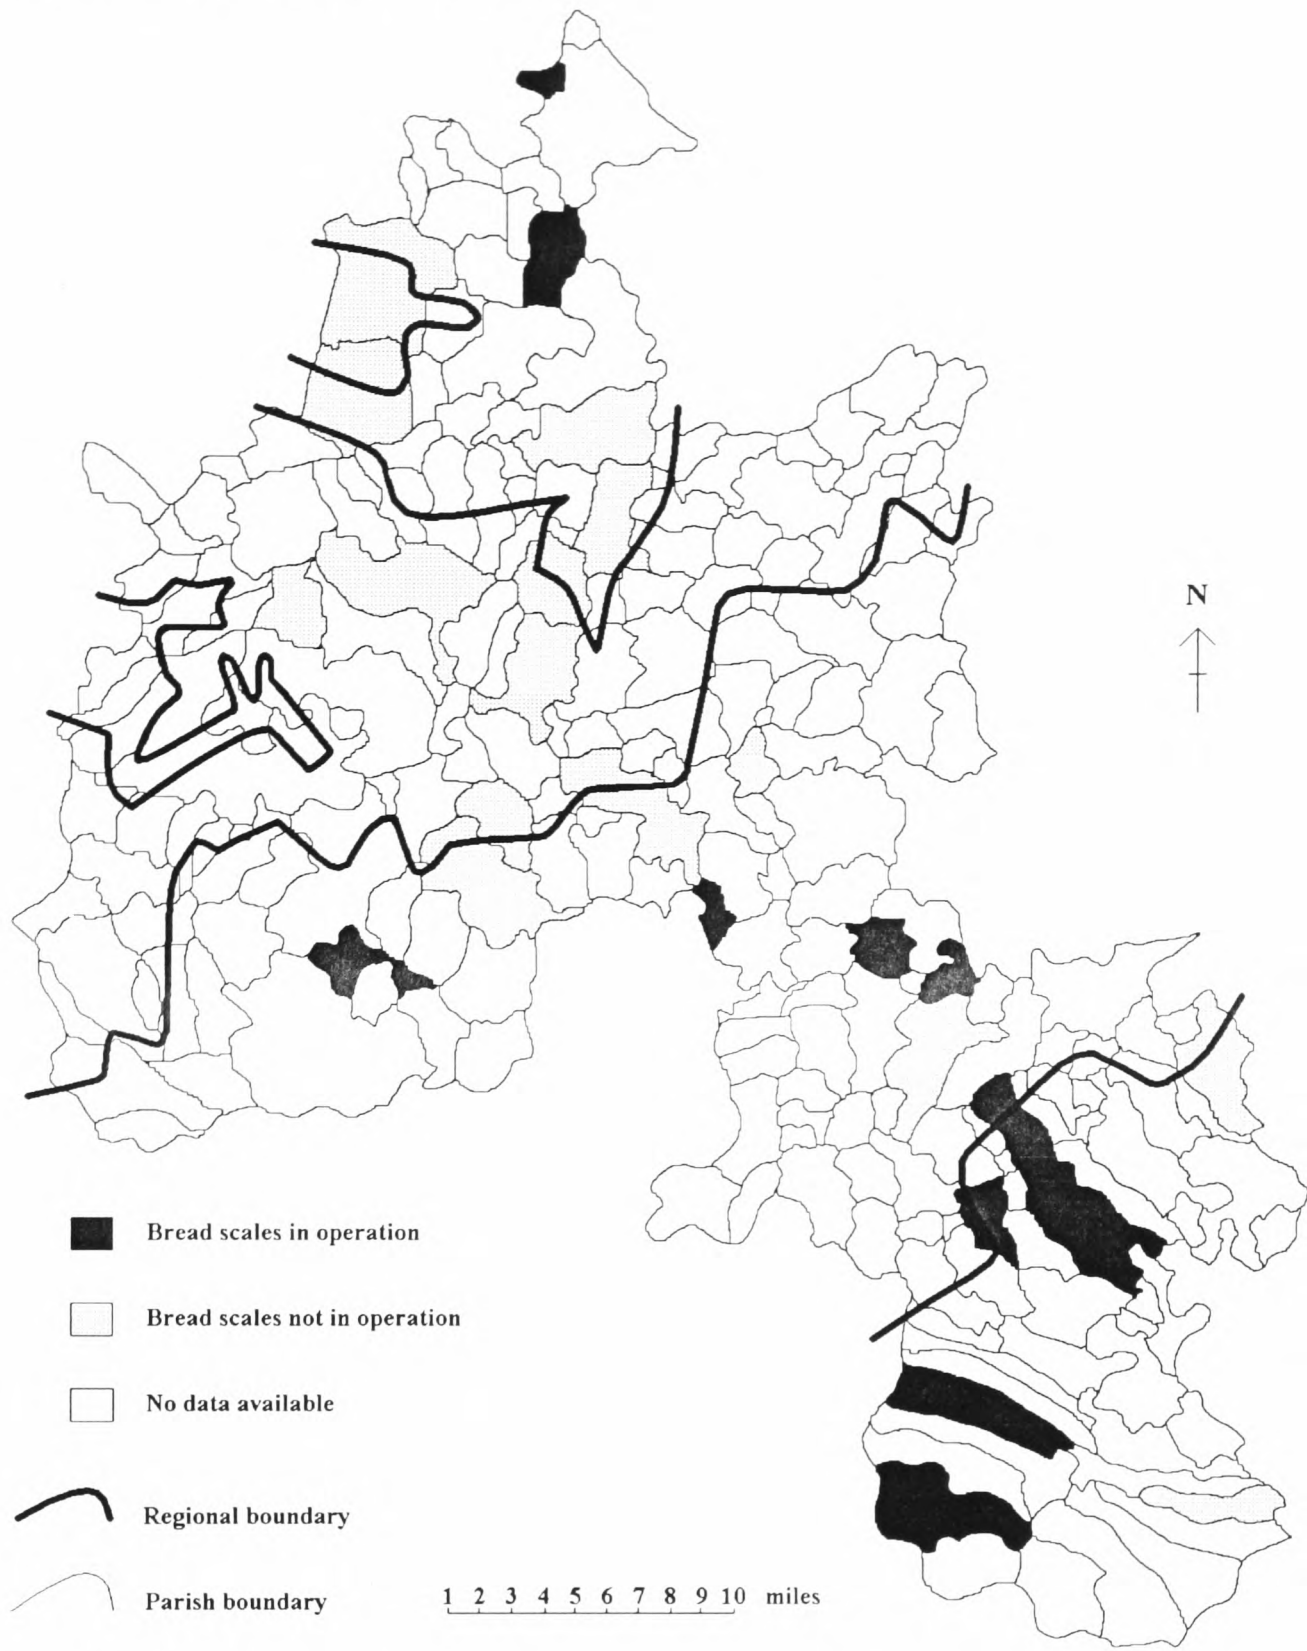 N
Bread scales in operation
Bread scales not in operation
No data available
Regional boundary
Parish boundary
1 2 3 4 5 6 7 8 9 10 miles